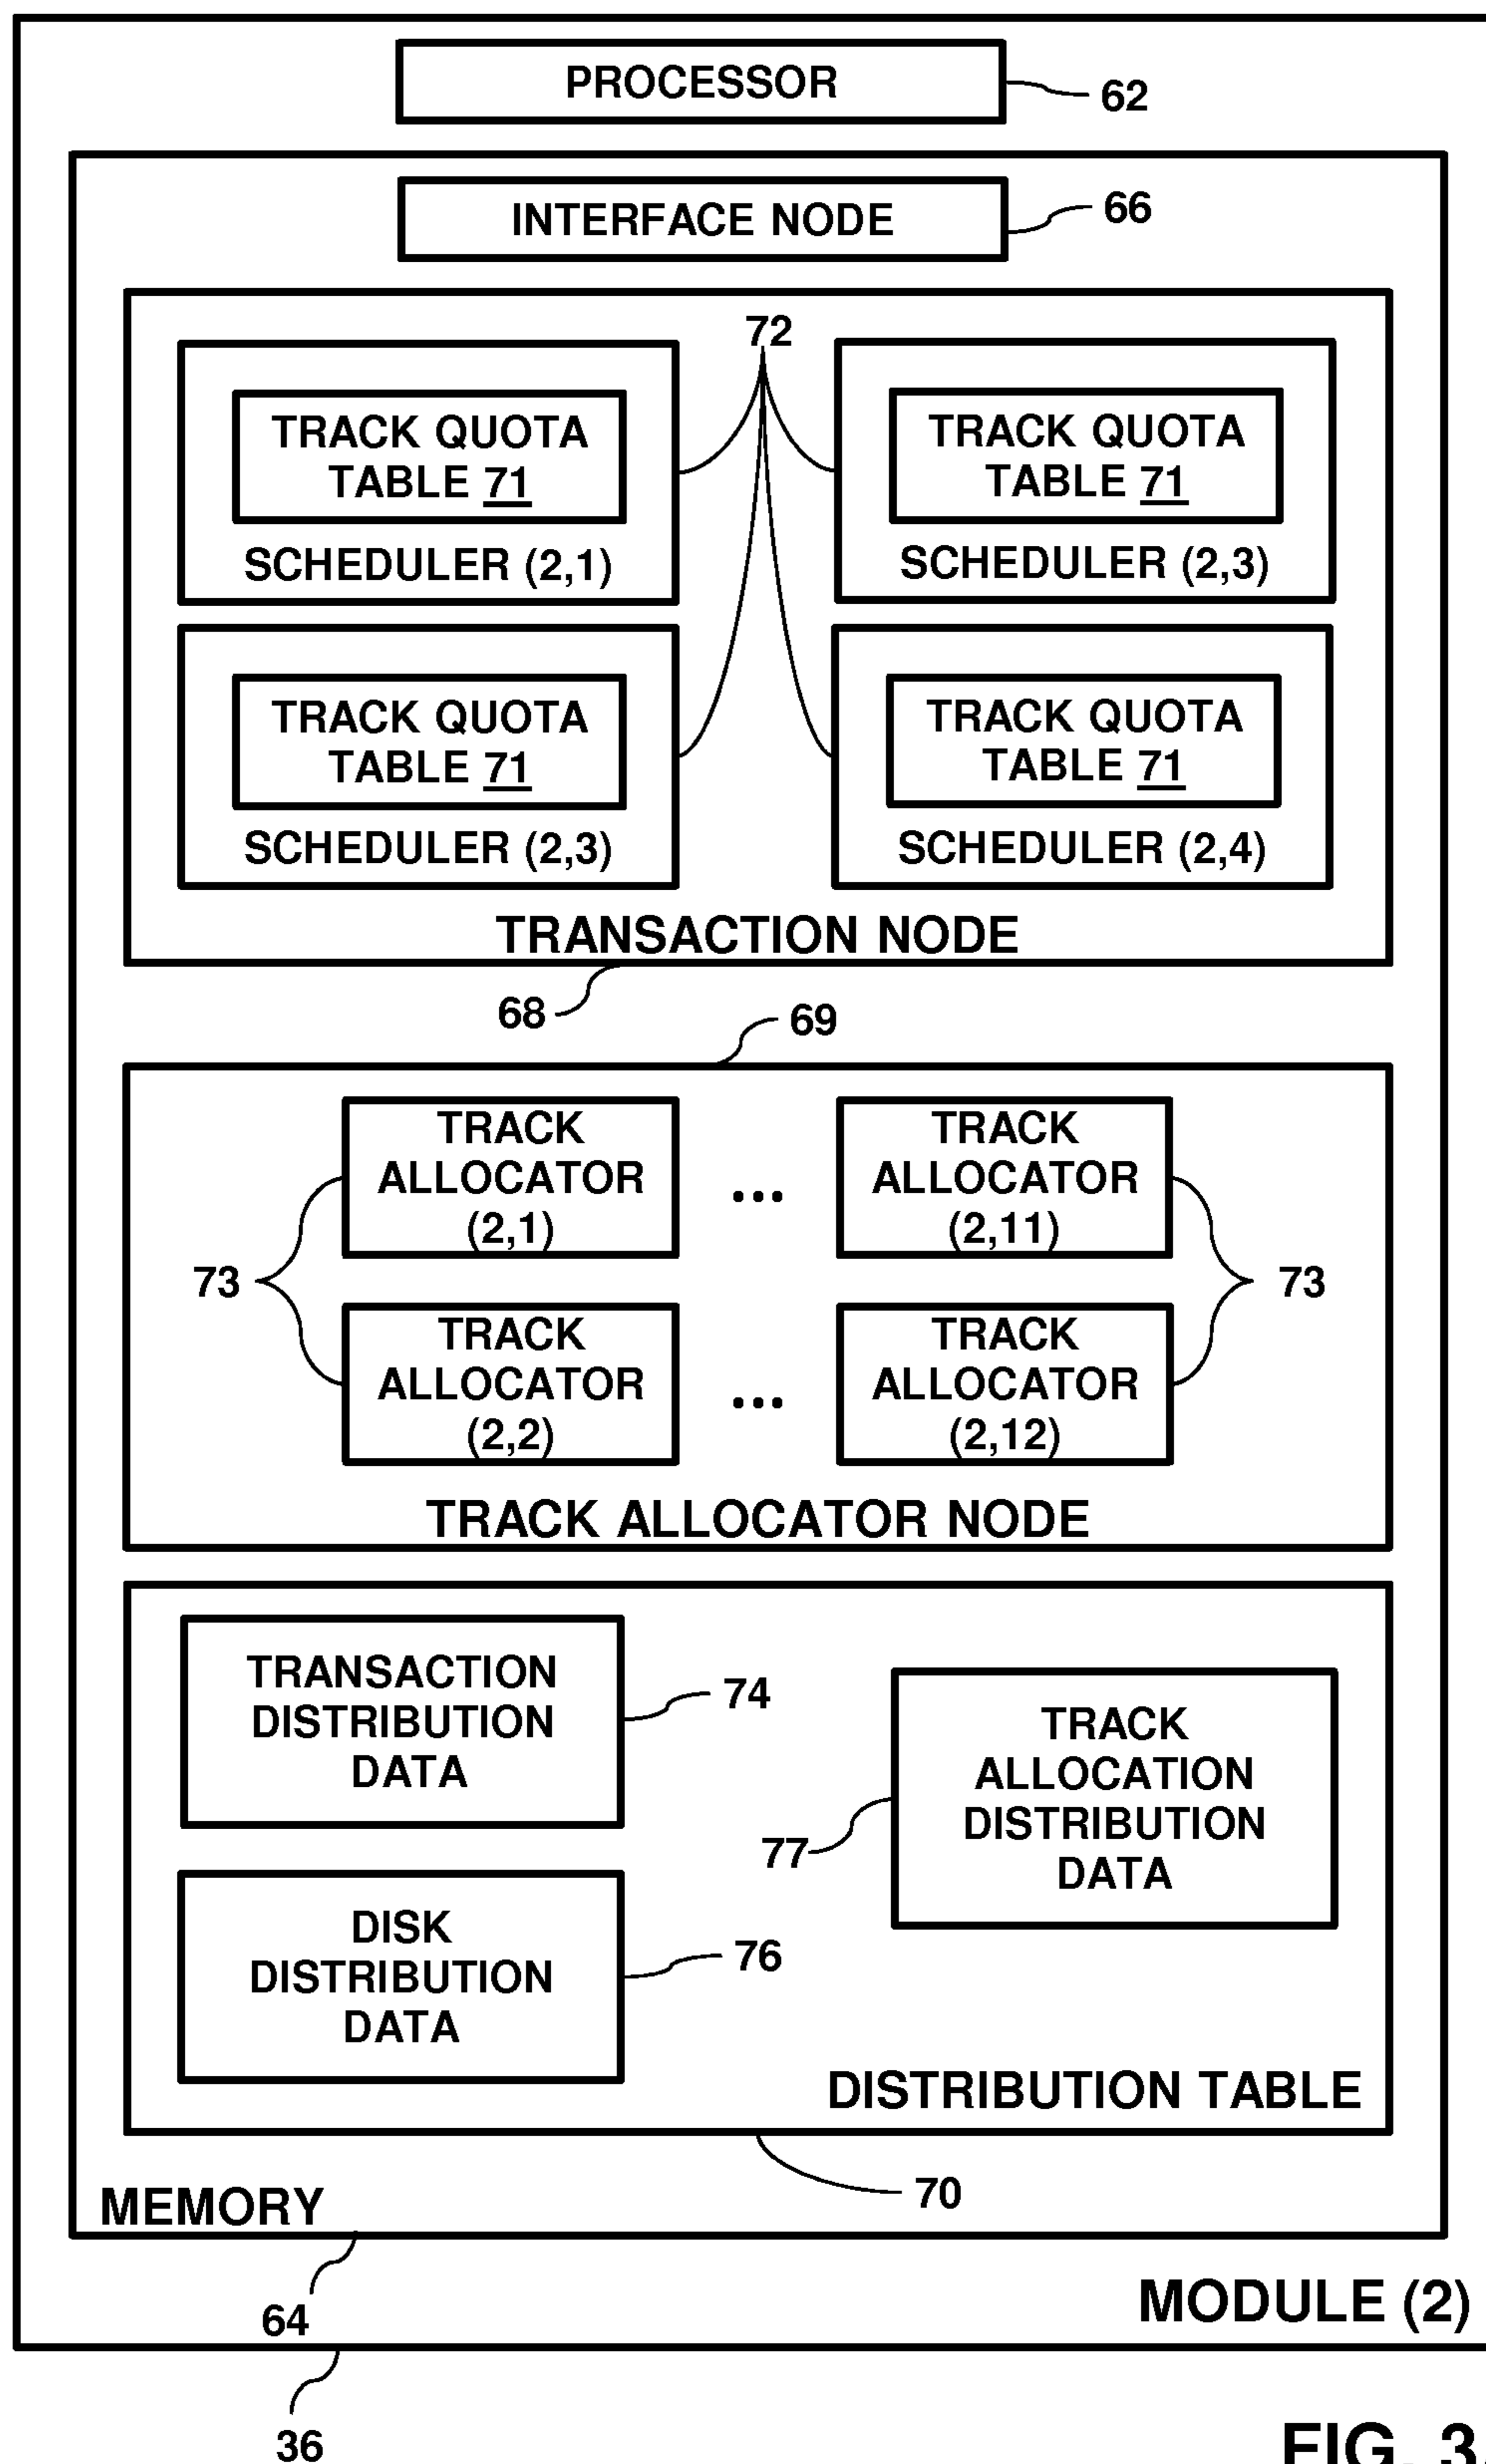 PROCESSOR
62
INTERFACE NODE
66
72
TRACK QUOTA
TABLE 71
SCHEDULER (2,1)
TRACK QUOTA
TABLE 71
SCHEDULER (2,3)
TRACK QUOTA
TABLE 71
SCHEDULER (2,3)
TRACK QUOTA
TABLE 71
SCHEDULER (2,4)
TRANSACTION NODE
68
69
TRACK
ALLOCATOR
(2,1)
...
TRACK
ALLOCATOR
(2,11)
73
73
TRACK
ALLOCATOR
(2,2)
...
TRACK
ALLOCATOR
(2,12)
TRACK ALLOCATOR NODE
TRANSACTION
DISTRIBUTION
DATA
74
TRACK
ALLOCATION
DISTRIBUTION
DATA
77
DISK
DISTRIBUTION
DATA
76
DISTRIBUTION TABLE
70
MEMORY
64
MODULE (2)
36
FIG. 3.